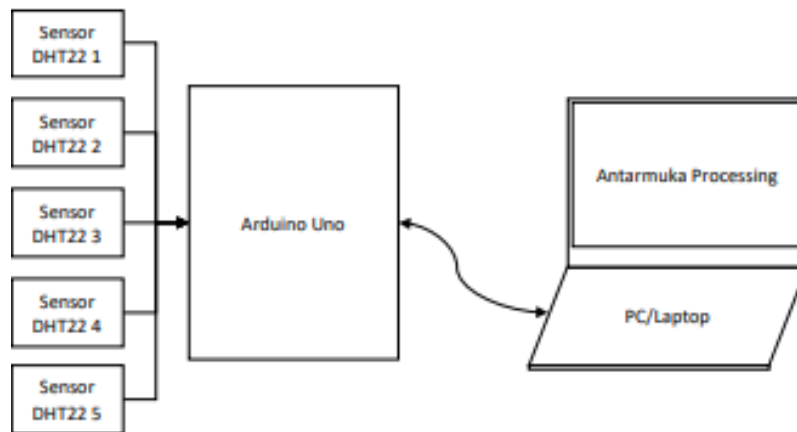 Sensor
DHT22 1
Sensor
DHT22 2
Sensor
DHT22 3
Sensor
DHT22 4
Sensor
DHT22 5
Arduino Uno
Antarmuka Processing
PC/Laptop